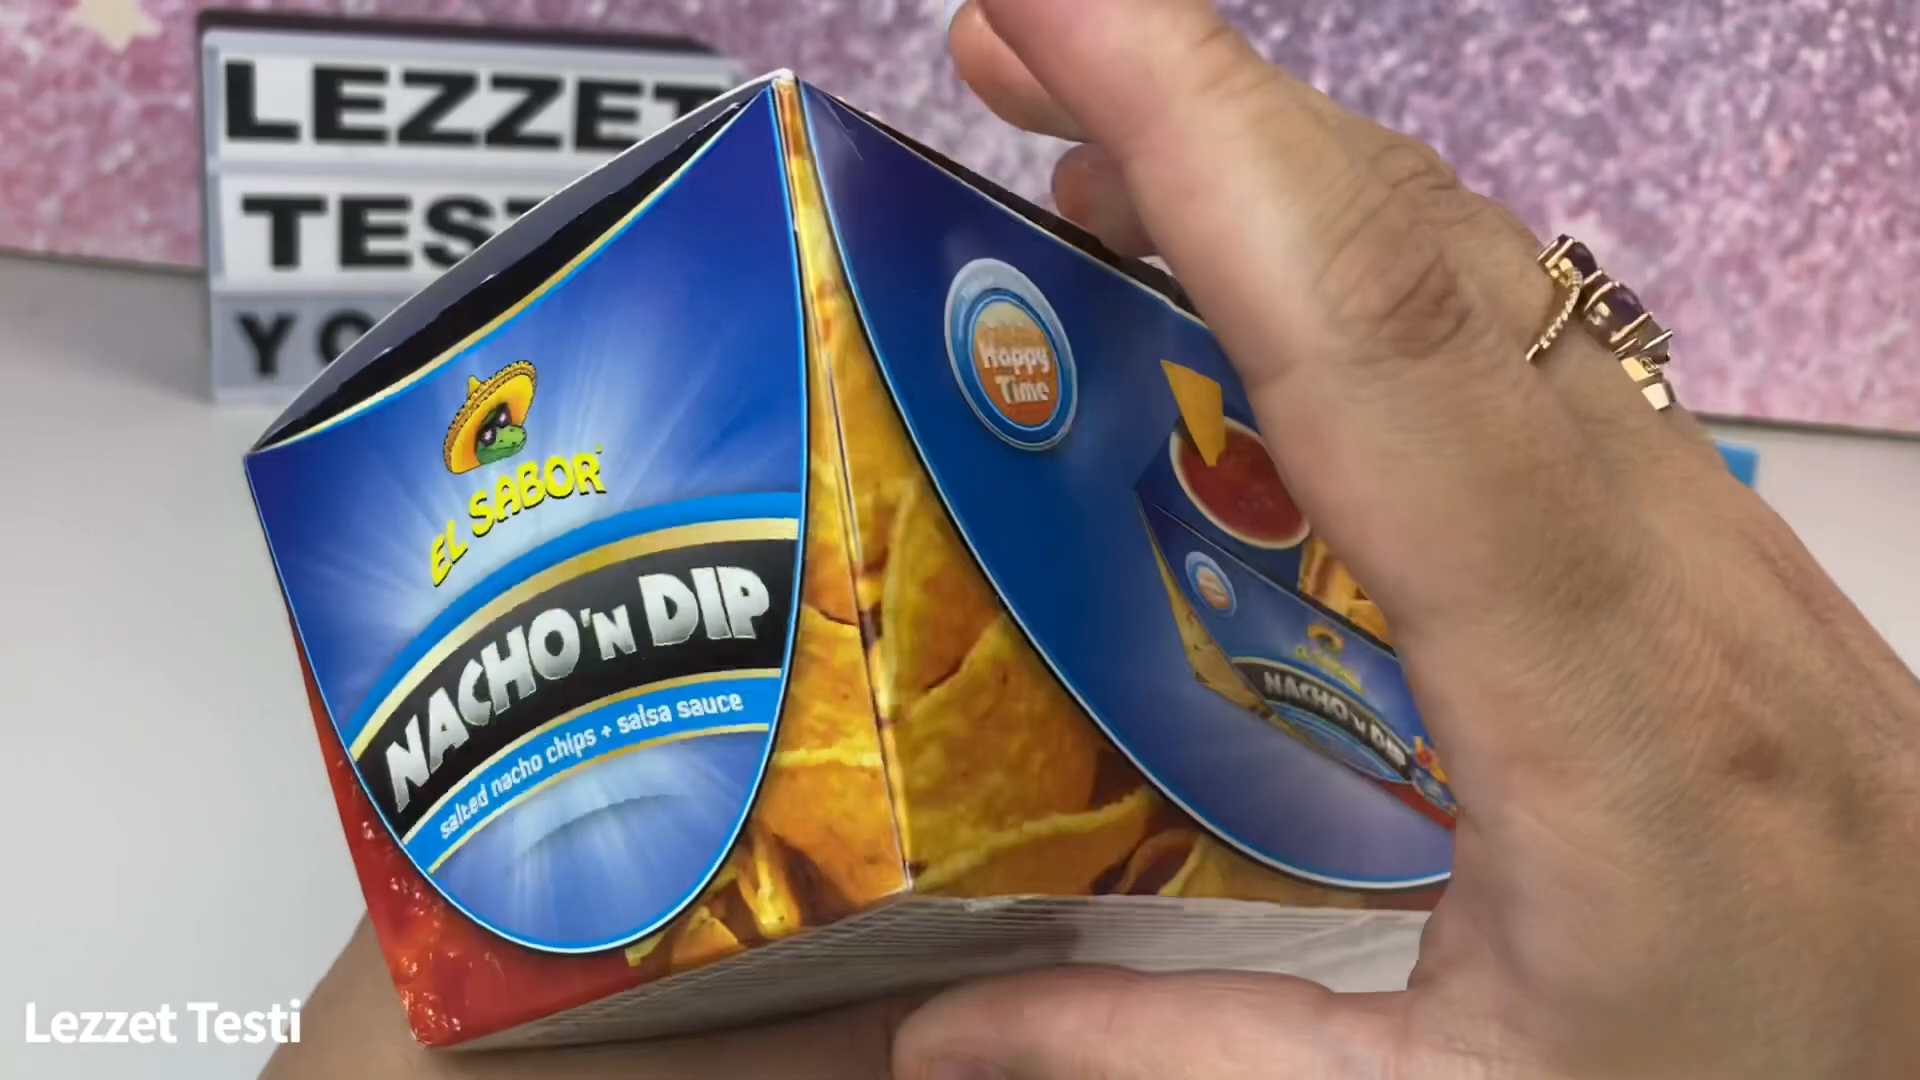 LEZZET
TEST
YO
EL SABOR
NACHO 'N DIP
salted nacho chips + salsa sauce
Happy
Time
NACHO 'N DIP
Lezzet Testi